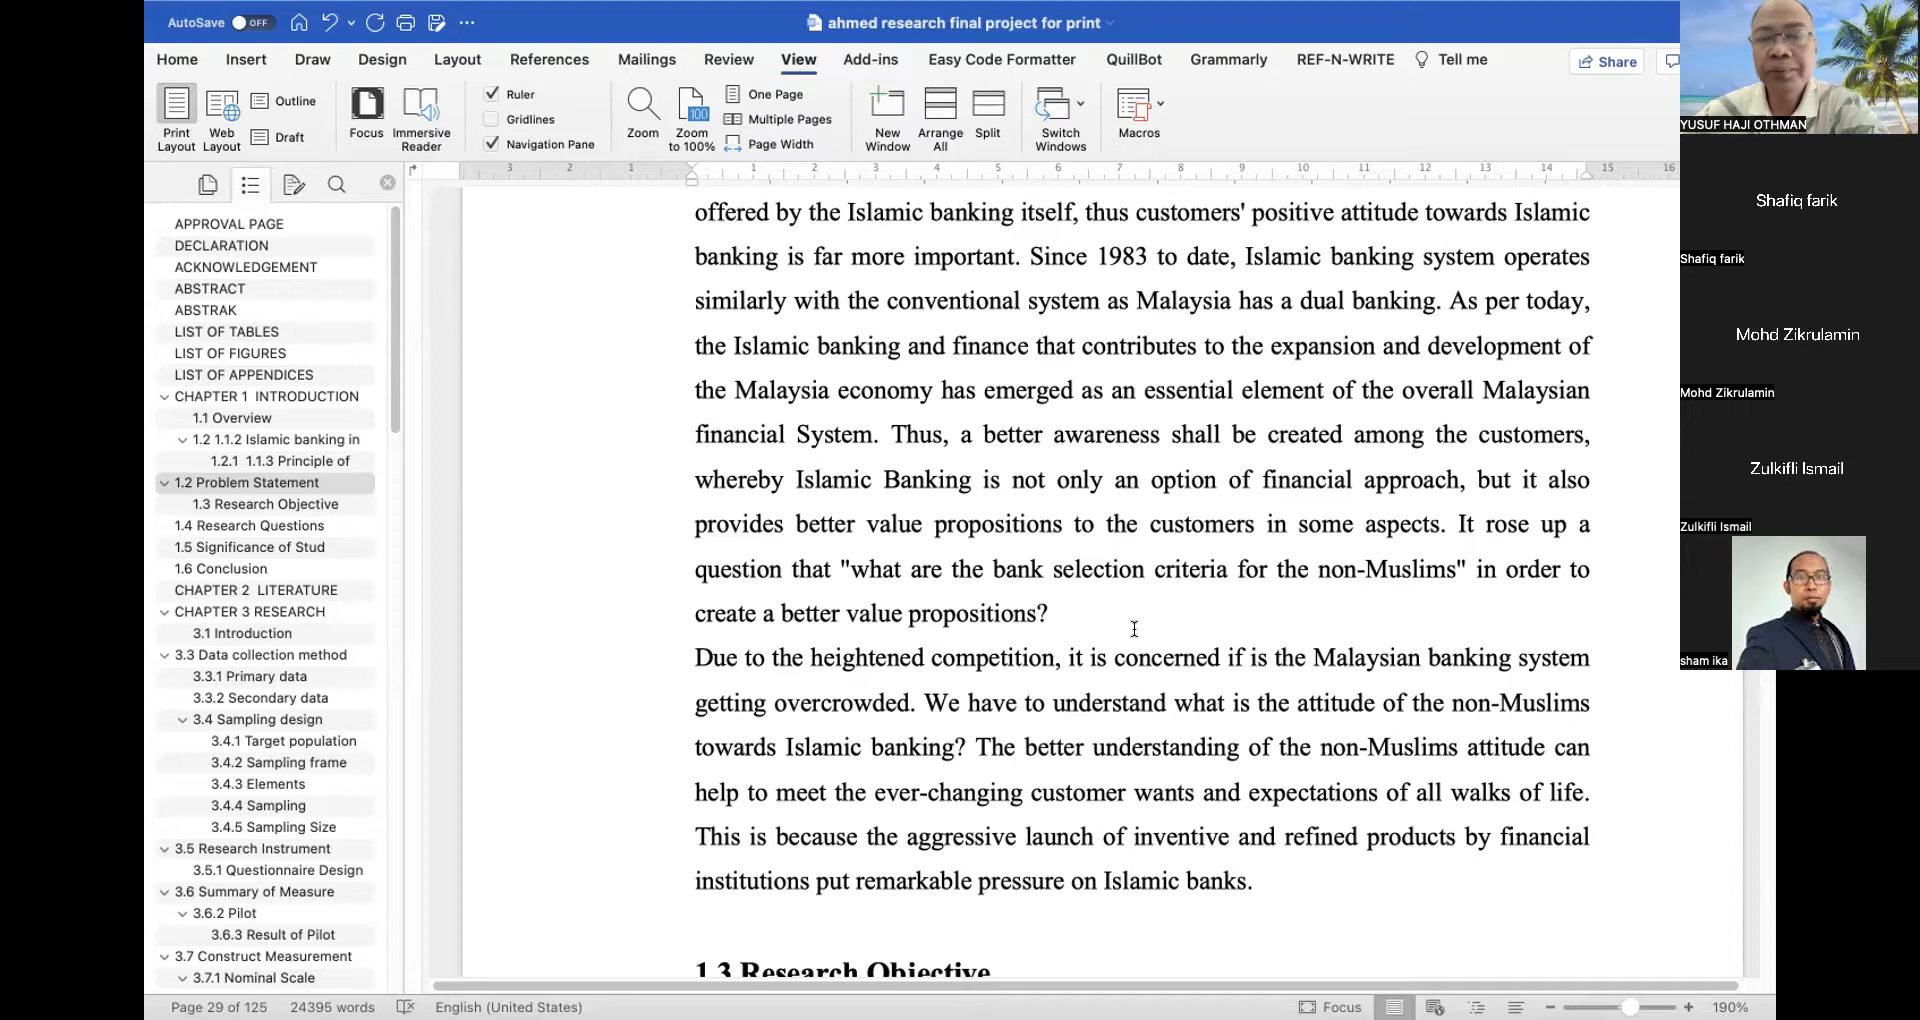 AutoSave OFF ahmed research final project for print
Home Insert Draw Design Layout References Mailings Review View Add-ins Easy Code Formatter QuillBot Grammarly REF-N-WRITE Tell me Share
Print Layout
Web Layout
Outline
Draft
Focus
Immersive Reader
Ruler
Gridlines
Navigation Pane
Zoom
100
Zoom to 100%
One Page
Multiple Pages
Page Width
New Window
Arrange All
Split
Switch Windows
Macros
3 2 1 1 2 3 4 5 6 7 8 9 10 11 12 13 14 15 16
APPROVAL PAGE
DECLARATION
ACKNOWLEDGEMENT
ABSTRACT
ABSTRAK
LIST OF TABLES
LIST OF FIGURES
LIST OF APPENDICES
CHAPTER 1 INTRODUCTION
1.1 Overview
1.2 1.1.2 Islamic banking in
1.2.1 1.1.3 Principle of
1.2 Problem Statement
1.3 Research Objective
1.4 Research Questions
1.5 Significance of Stud
1.6 Conclusion
CHAPTER 2 LITERATURE
CHAPTER 3 RESEARCH
3.1 Introduction
3.3 Data collection method
3.3.1 Primary data
3.3.2 Secondary data
3.4 Sampling design
3.4.1 Target population
3.4.2 Sampling frame
3.4.3 Elements
3.4.4 Sampling
3.4.5 Sampling Size
3.5 Research Instrument
3.5.1 Questionnaire Design
3.6 Summary of Measure
3.6.2 Pilot
3.6.3 Result of Pilot
3.7 Construct Measurement
3.7.1 Nominal Scale
offered by the Islamic banking itself, thus customers' positive attitude towards Islamic
banking is far more important. Since 1983 to date, Islamic banking system operates
similarly with the conventional system as Malaysia has a dual banking. As per today,
the Islamic banking and finance that contributes to the expansion and development of
the Malaysia economy has emerged as an essential element of the overall Malaysian
financial System. Thus, a better awareness shall be created among the customers,
whereby Islamic Banking is not only an option of financial approach, but it also
provides better value propositions to the customers in some aspects. It rose up a
question that "what are the bank selection criteria for the non-Muslims" in order to
create a better value propositions?
Due to the heightened competition, it is concerned if is the Malaysian banking system
getting overcrowded. We have to understand what is the attitude of the non-Muslims
towards Islamic banking? The better understanding of the non-Muslims attitude can
help to meet the ever-changing customer wants and expectations of all walks of life.
This is because the aggressive launch of inventive and refined products by financial
institutions put remarkable pressure on Islamic banks.
1.3 Research Objective
YUSUF HAJI OTHMAN
Shafiq farik
Shafiq farik
Mohd Zikrulamin
Mohd Zikrulamin
Zulkifli Ismail
Zulkifli Ismail
sham ika
Page 29 of 125 24395 words English (United States) Focus 190%